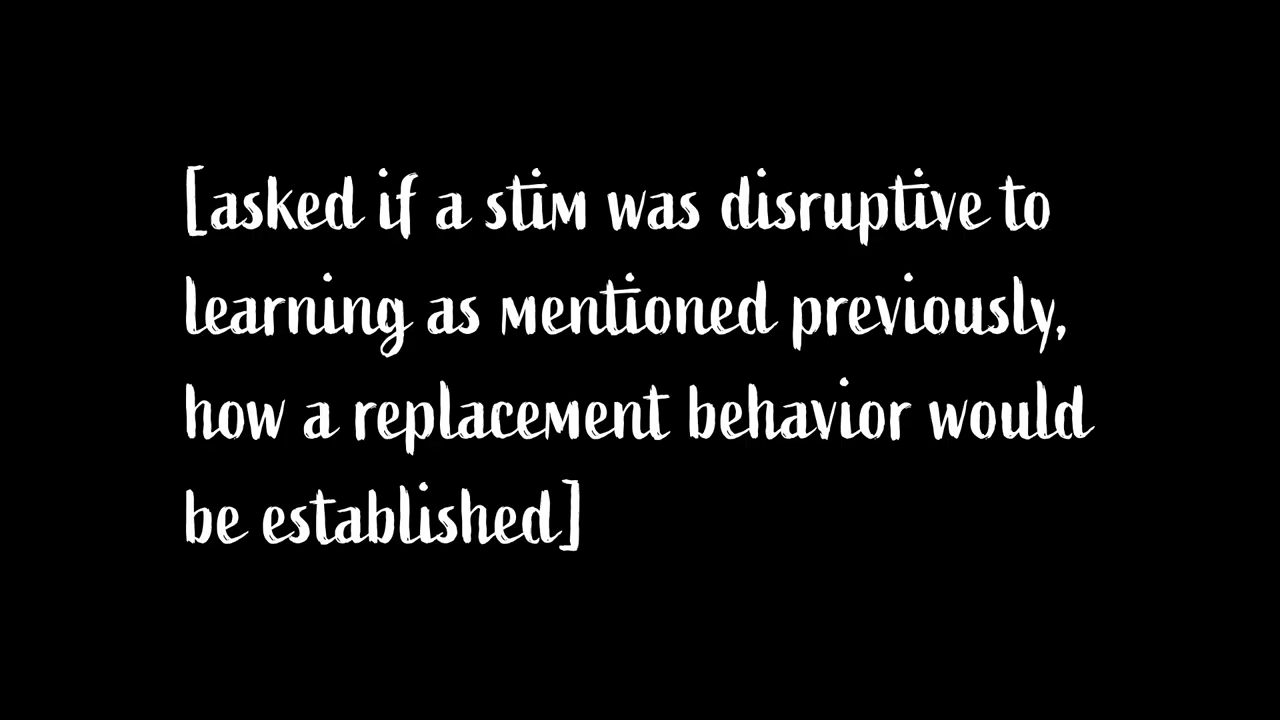 [asked if a stim was disruptive to
learning as mentioned previously,
how a replacement behavior would
be established]